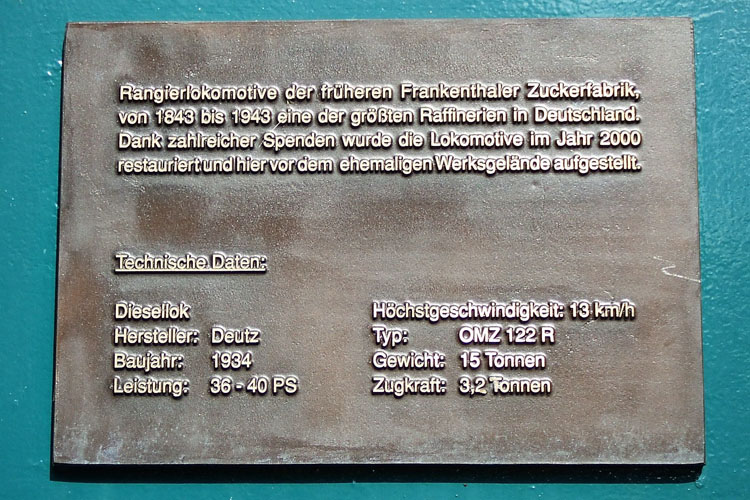 Rangierlokomotive der früheren Frankenthaler Zuckerfabrik,
von 1843 bis 1943 eine der größten Raffinerien in Deutschland.
Dank zahlreicher Spenden wurde die Lokomotive im Jahr 2000
restauriert und hier vor dem ehemaligen Werksgelände aufgestellt.
Technische Daten:
Diesellok Höchstgeschwindigkeit: 13 km/h
Hersteller: Deutz Typ: OMZ 122 R
Baujahr: 1934 Gewicht: 15 Tonnen
Leistung: 36 - 40 PS Zugkraft: 3,2 Tonnen